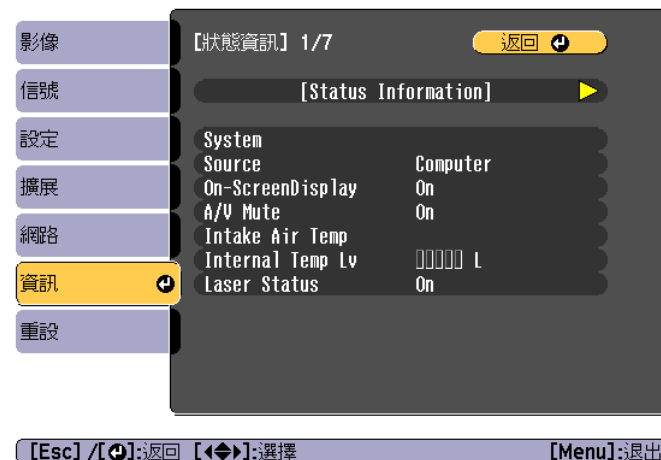 影像
信號
設定
擴展
網路
資訊
重設
[狀態資訊] 1/7
返回
[Status Information]
System
Source Computer
On-ScreenDisplay On
A/V Mute On
Intake Air Temp
Internal Temp Lv ▯▯▯▯▯ L
Laser Status On
[Esc] /[⏎]:返回 [◂◆▸]:選擇 [Menu]:退出